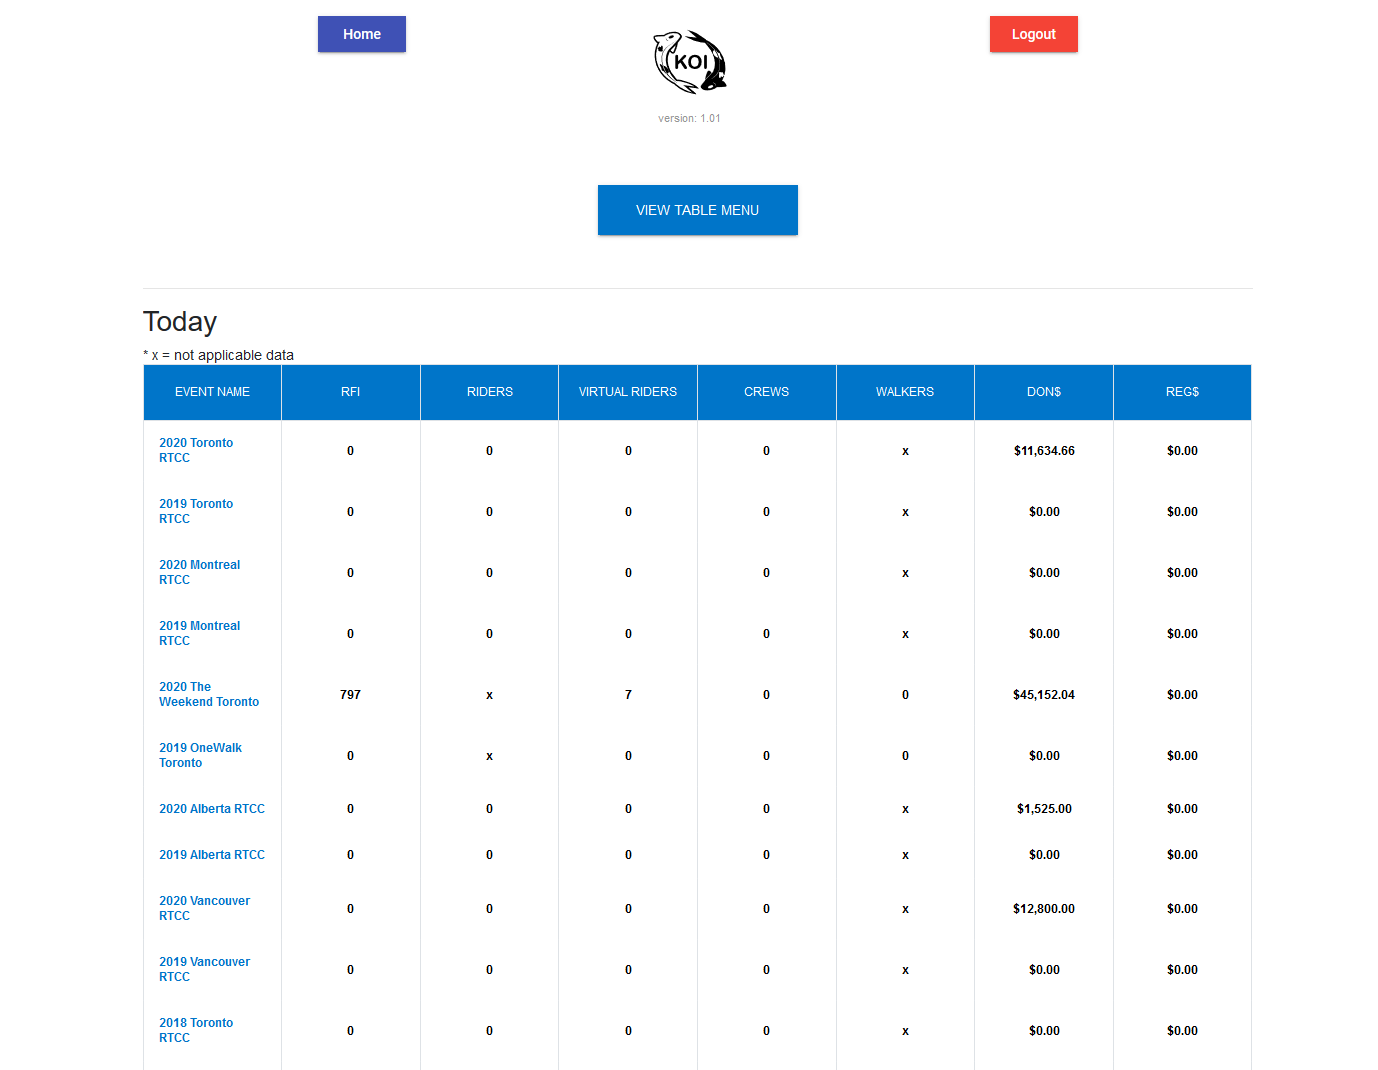 Home
KOI
Logout
version: 1.01
VIEW TABLE MENU
Today
* x = not applicable data
EVENT NAME RFI RIDERS VIRTUAL RIDERS CREWS WALKERS DON$ REG$
2020 Toronto
RTCC 0 0 0 0 x $11,634.66 $0.00
2019 Toronto
RTCC 0 0 0 0 x $0.00 $0.00
2020 Montreal
RTCC 0 0 0 0 x $0.00 $0.00
2019 Montreal
RTCC 0 0 0 0 x $0.00 $0.00
2020 The
Weekend Toronto 797 x 7 0 0 $45,152.04 $0.00
2019 OneWalk
Toronto 0 x 0 0 0 $0.00 $0.00
2020 Alberta RTCC 0 0 0 0 x $1,525.00 $0.00
2019 Alberta RTCC 0 0 0 0 x $0.00 $0.00
2020 Vancouver
RTCC 0 0 0 0 x $12,800.00 $0.00
2019 Vancouver
RTCC 0 0 0 0 x $0.00 $0.00
2018 Toronto
RTCC 0 0 0 0 x $0.00 $0.00